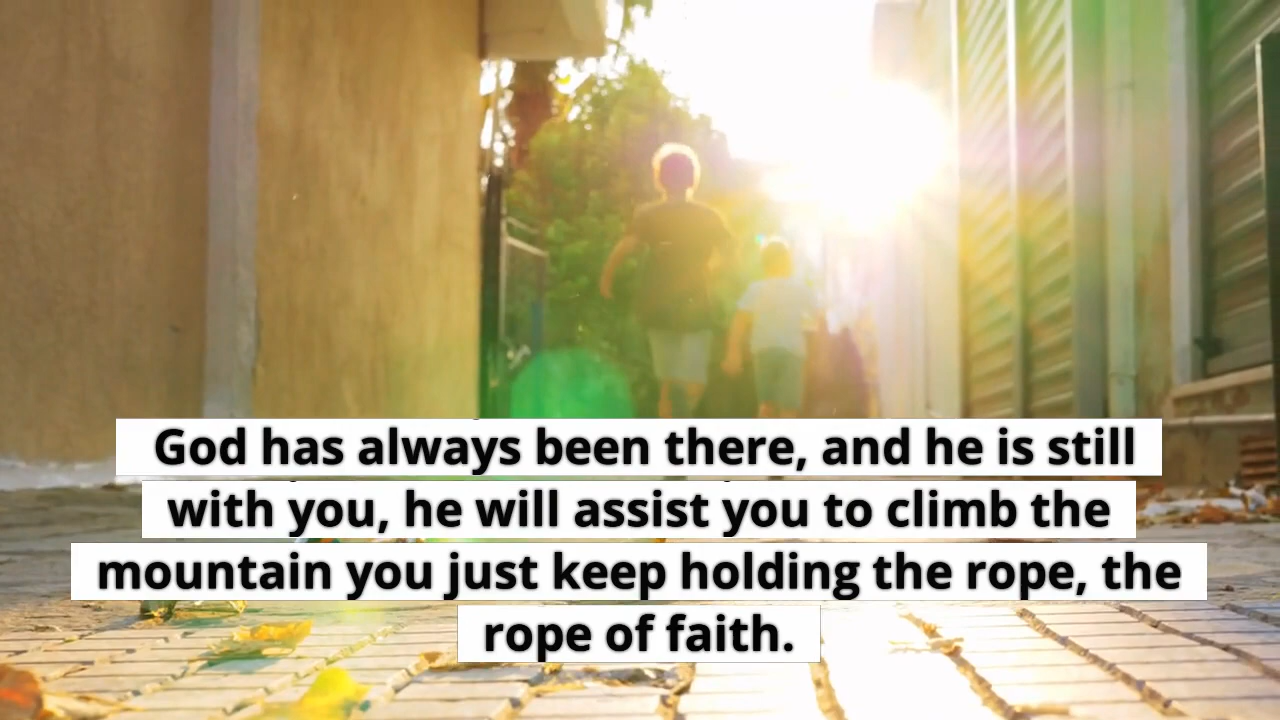 God has always been there, and he is still
with you, he will assist you to climb the
mountain you just keep holding the rope, the
rope of faith.